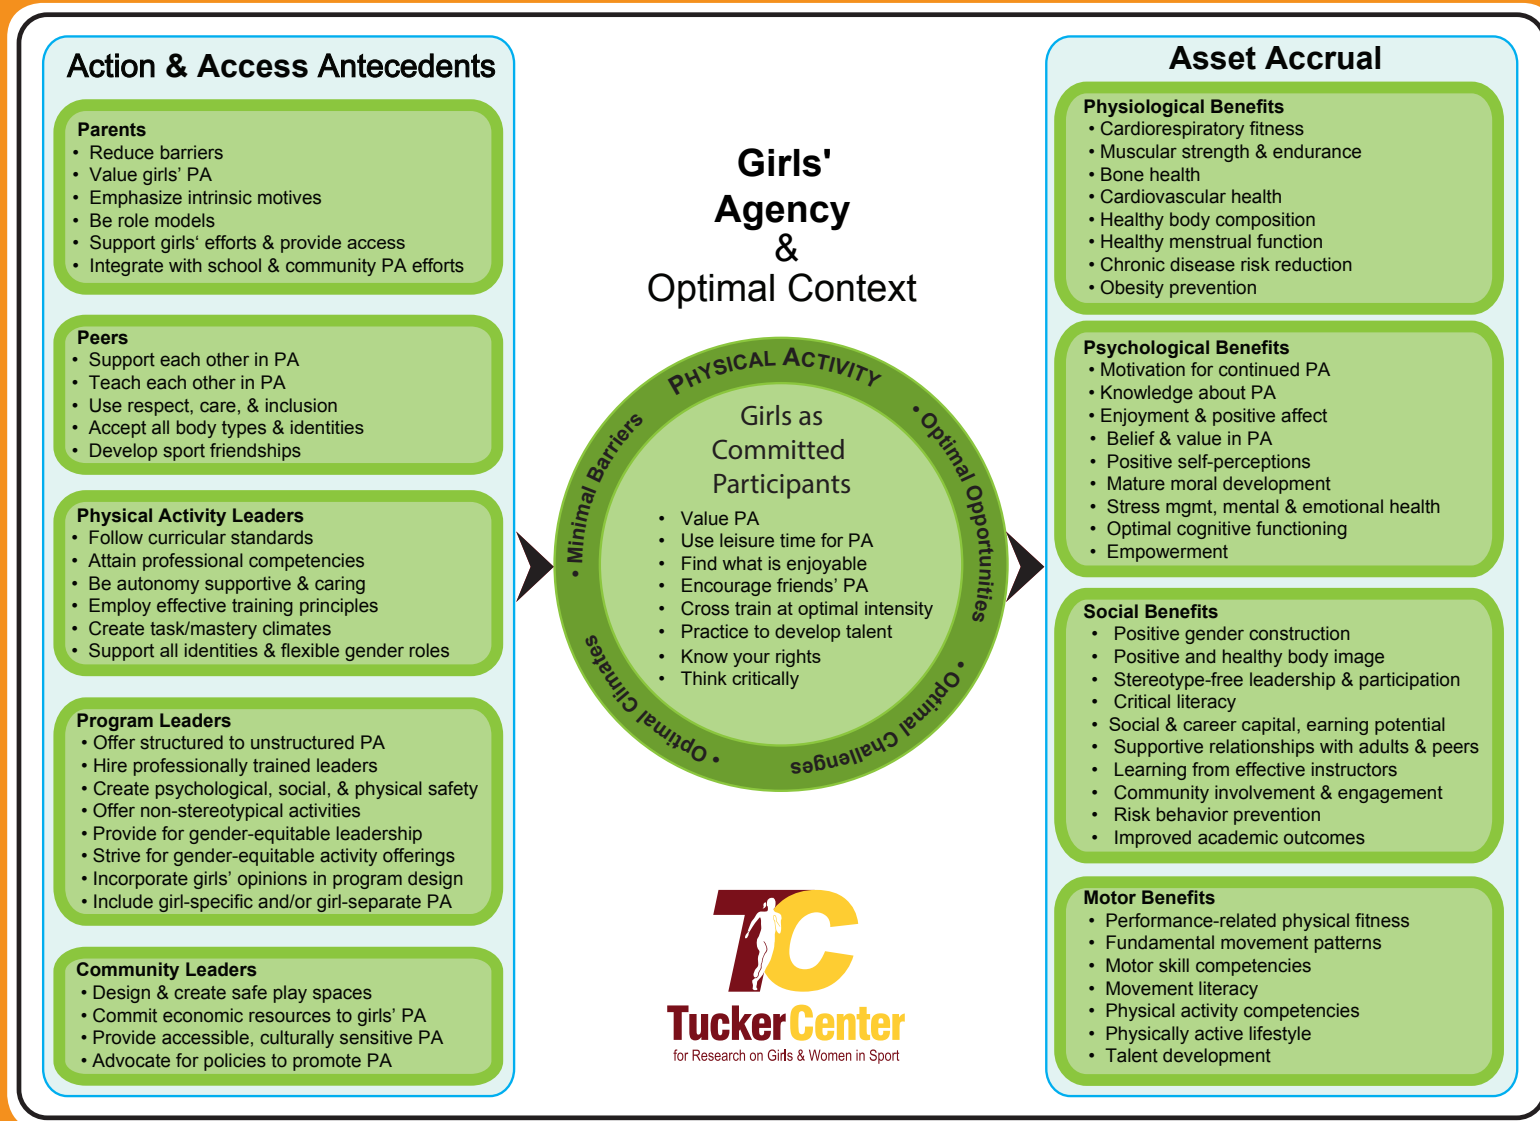 Action & Access Antecedents
Parents
• Reduce barriers
• Value girls' PA
• Emphasize intrinsic motives
• Be role models
• Support girls' efforts & provide access
• Integrate with school & community PA efforts
Peers
• Support each other in PA
• Teach each other in PA
• Use respect, care, & inclusion
• Accept all body types & identities
• Develop sport friendships
Physical Activity Leaders
• Follow curricular standards
• Attain professional competencies
• Be autonomy supportive & caring
• Employ effective training principles
• Create task/mastery climates
• Support all identities & flexible gender roles
Program Leaders
• Offer structured to unstructured PA
• Hire professionally trained leaders
• Create psychological, social, & physical safety
• Offer non-stereotypical activities
• Provide for gender-equitable leadership
• Strive for gender-equitable activity offerings
• Incorporate girls' opinions in program design
• Include girl-specific and/or girl-separate PA
Community Leaders
• Design & create safe play spaces
• Commit economic resources to girls' PA
• Provide accessible, culturally sensitive PA
• Advocate for policies to promote PA
Girls'
Agency
&
Optimal Context
PHYSICAL ACTIVITY
• Optimal Opportunities
• Optimal Challenges
• Optimal Climates
• Minimal Barriers
Girls as
Committed
Participants
• Value PA
• Use leisure time for PA
• Find what is enjoyable
• Encourage friends' PA
• Cross train at optimal intensity
• Practice to develop talent
• Know your rights
• Think critically
TC
Tucker Center
for Research on Girls & Women in Sport
Asset Accrual
Physiological Benefits
• Cardiorespiratory fitness
• Muscular strength & endurance
• Bone health
• Cardiovascular health
• Healthy body composition
• Healthy menstrual function
• Chronic disease risk reduction
• Obesity prevention
Psychological Benefits
• Motivation for continued PA
• Knowledge about PA
• Enjoyment & positive affect
• Belief & value in PA
• Positive self-perceptions
• Mature moral development
• Stress mgmt, mental & emotional health
• Optimal cognitive functioning
• Empowerment
Social Benefits
• Positive gender construction
• Positive and healthy body image
• Stereotype-free leadership & participation
• Critical literacy
• Social & career capital, earning potential
• Supportive relationships with adults & peers
• Learning from effective instructors
• Community involvement & engagement
• Risk behavior prevention
• Improved academic outcomes
Motor Benefits
• Performance-related physical fitness
• Fundamental movement patterns
• Motor skill competencies
• Movement literacy
• Physical activity competencies
• Physically active lifestyle
• Talent development